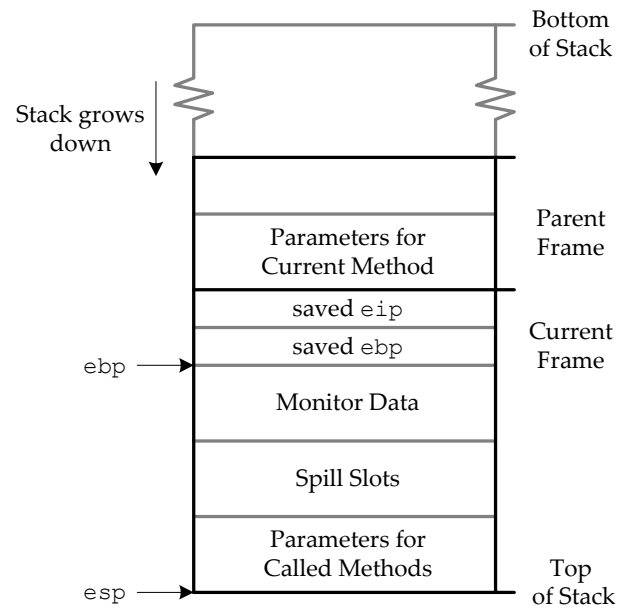 Bottom
of Stack
Stack grows
down
Parent
Frame
Parameters for
Current Method
saved eip
Current
Frame
saved ebp
ebp
Monitor Data
Spill Slots
Parameters for
Called Methods
Top
of Stack
esp